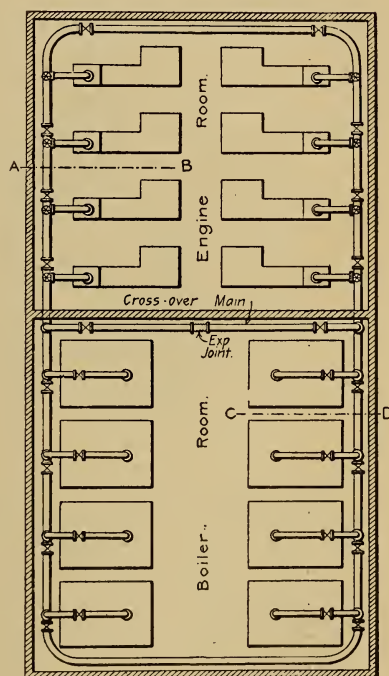 Room.
A
B
Engine
Cross-over Main
Exp
Joint.
C
D
Room.
Boiler..